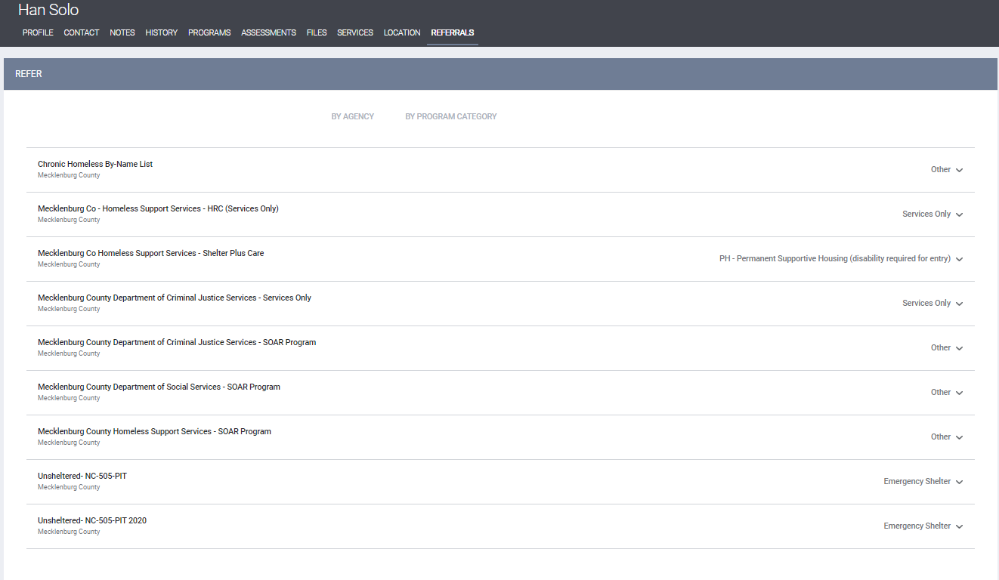 Han Solo
PROFILE CONTACT NOTES HISTORY PROGRAMS ASSESSMENTS FILES SERVICES LOCATION REFERRALS
REFER
BY AGENCY BY PROGRAM CATEGORY
Chronic Homeless By-Name List
Mecklenburg County
Other
Mecklenburg Co - Homeless Support Services - HRC (Services Only)
Mecklenburg County
Services Only
Mecklenburg Co Homeless Support Services - Shelter Plus Care
Mecklenburg County
PH - Permanent Supportive Housing (disability required for entry)
Mecklenburg County Department of Criminal Justice Services - Services Only
Mecklenburg County
Services Only
Mecklenburg County Department of Criminal Justice Services - SOAR Program
Mecklenburg County
Other
Mecklenburg County Department of Social Services - SOAR Program
Mecklenburg County
Other
Mecklenburg County Homeless Support Services - SOAR Program
Mecklenburg County
Other
Unsheltered- NC-505-PIT
Mecklenburg County
Emergency Shelter
Unsheltered- NC-505-PIT 2020
Mecklenburg County
Emergency Shelter